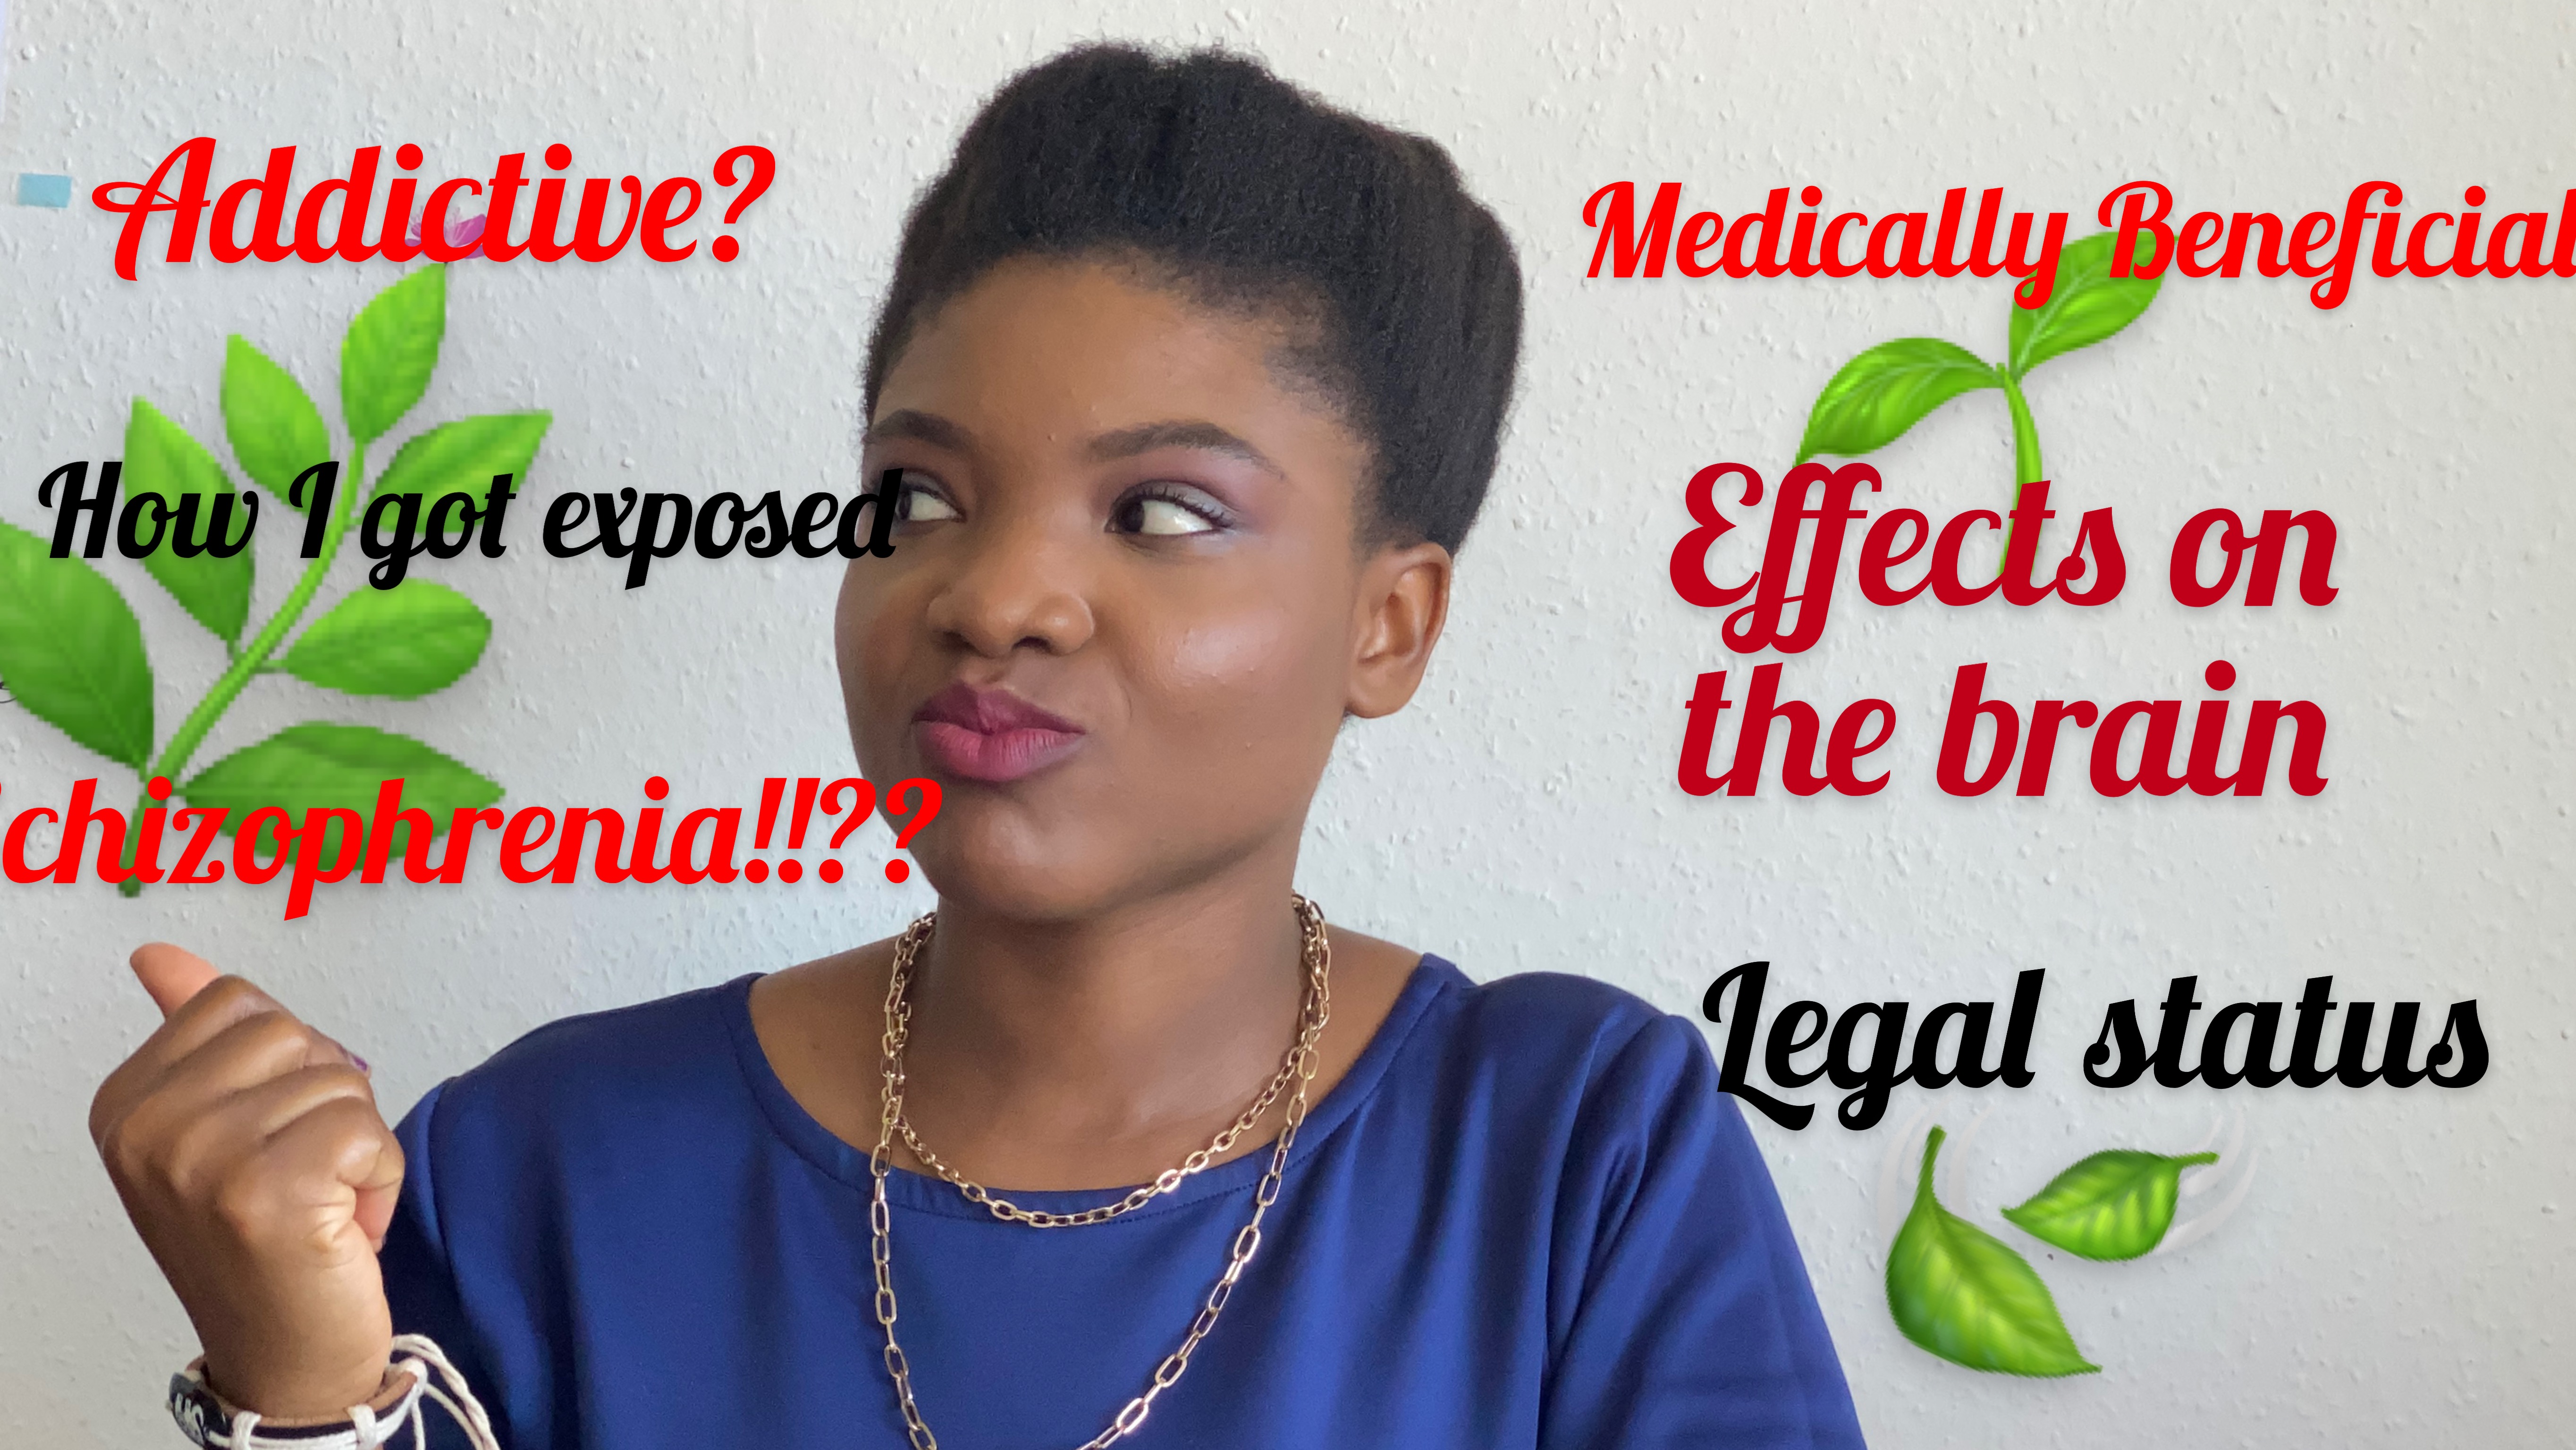 Addictive?
Medically Beneficial
How I got exposed
Effects on
the brain
chizophrenia!!??
Legal status